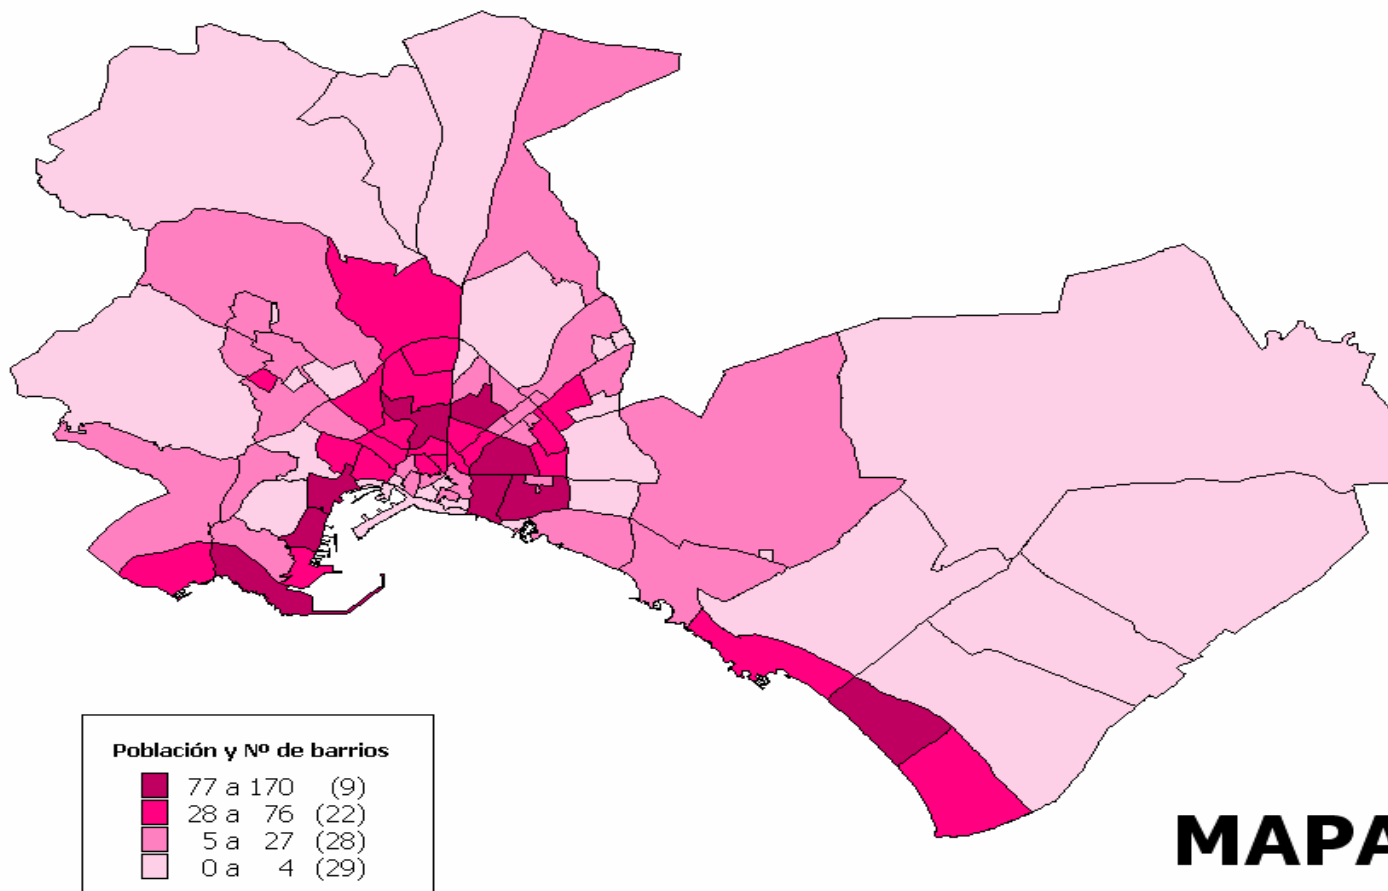 Población y Nº de barrios
77 a 170 (9)
28 a 76 (22)
5 a 27 (28)
0 a 4 (29)
MAPA